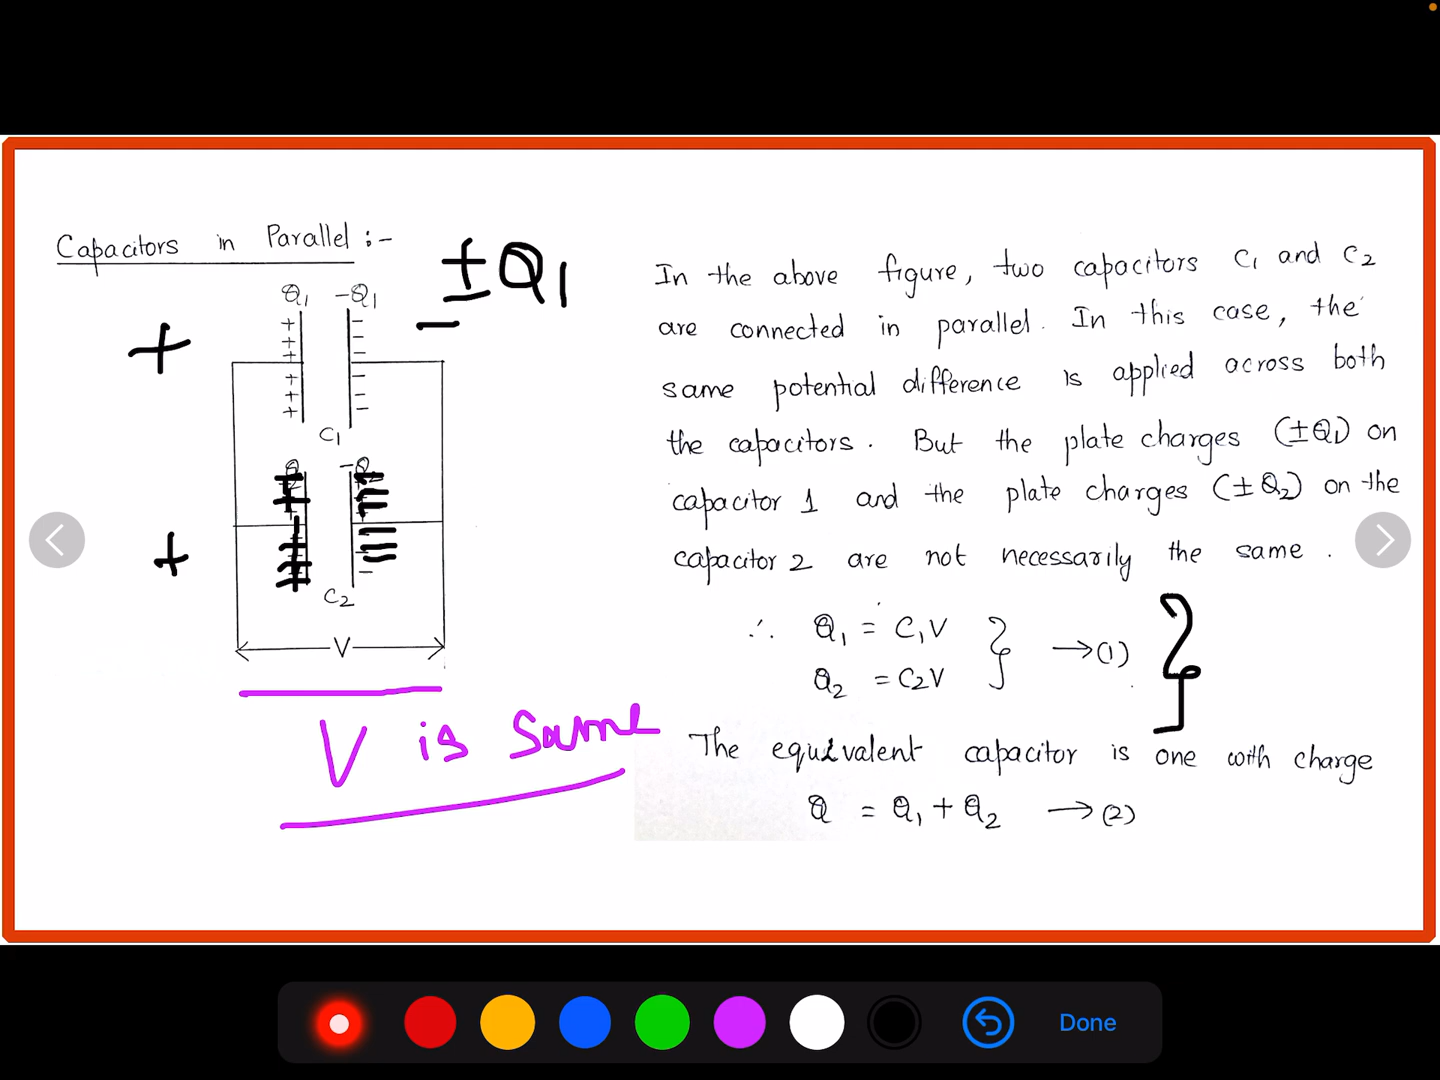 Capacitors in Parallel :-
±Q1
Q1 -Q1
C1
C2
V
V is same
In the above figure, two capacitors C1 and C2
are connected in parallel. In this case, the
same potential difference is applied across both
the capacitors. But the plate charges (±Q1) on
capacitor 1 and the plate charges (±Q2) on the
capacitor 2 are not necessarily the same.
∴ Q1 = C1V
Q2 = C2V } → (1)
The equivalent capacitor is one with charge
Q = Q1 + Q2 → (2)
Done